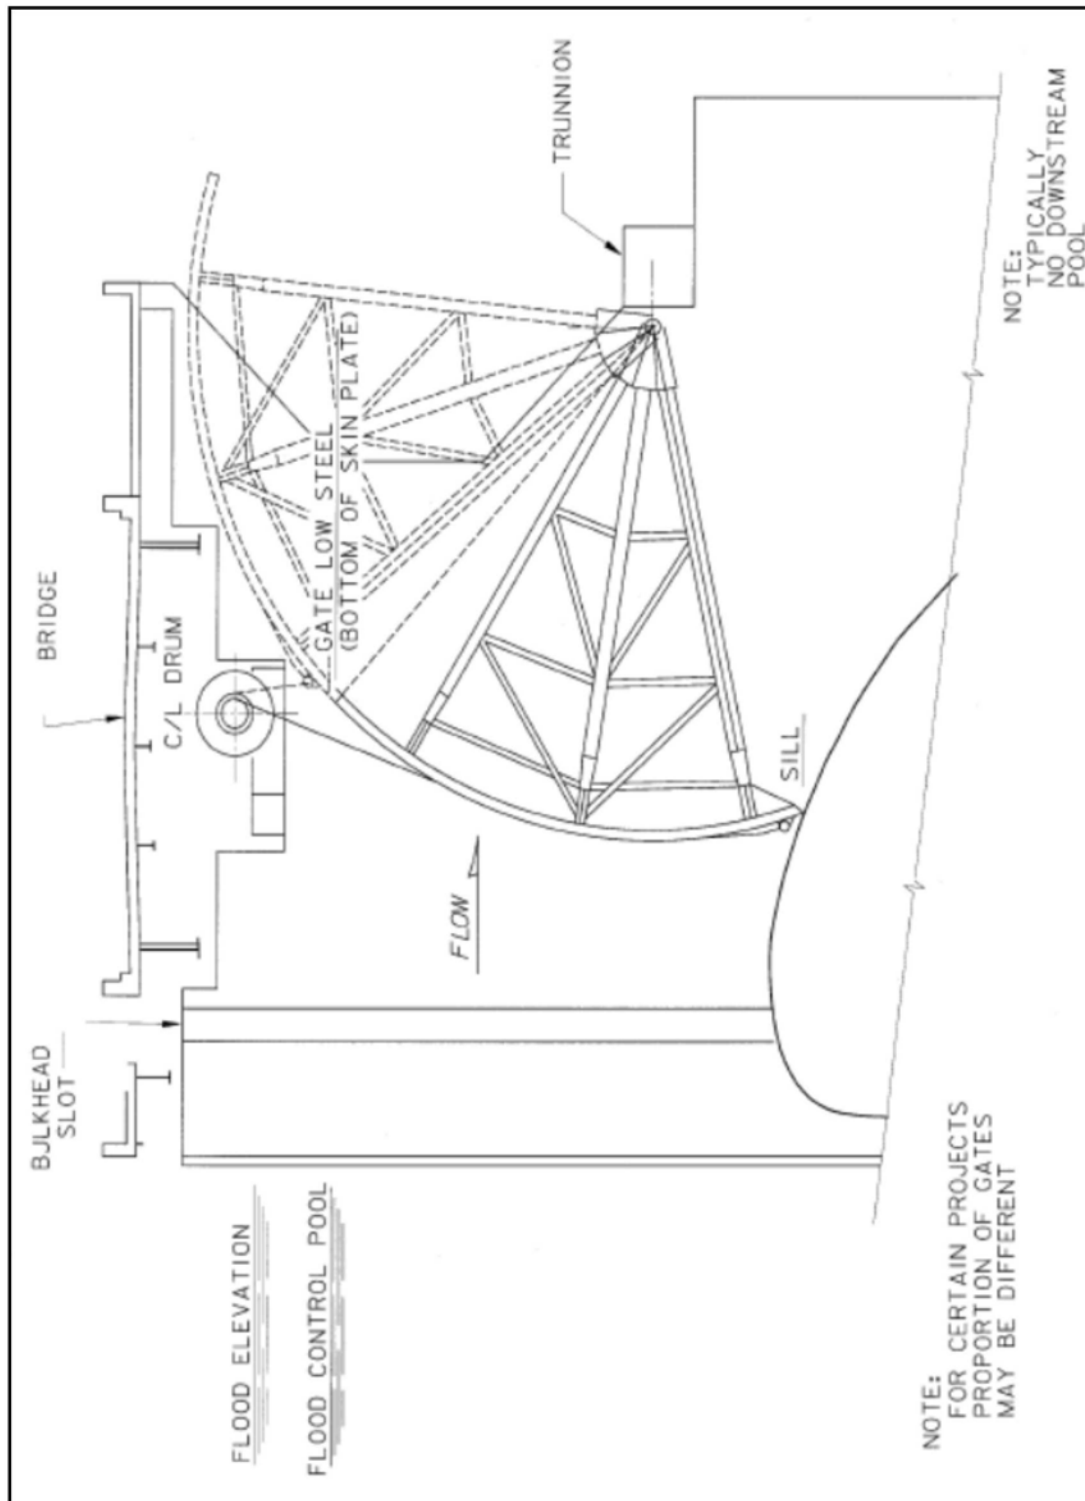 BJLKHEAD
SLOT
BRIDGE
C/L DRUM
FLOOD ELEVATION
FLOOD CONTROL POOL
FLOW
GATE LOW STEEL
(BOTTOM OF SKIN PLATE)
TRUNNION
SILL
NOTE:
FOR CERTAIN PROJECTS
PROPORTION OF GATES
MAY BE DIFFERENT
NOTE:
TYPICALLY
NO DOWNSTREAM
POOL